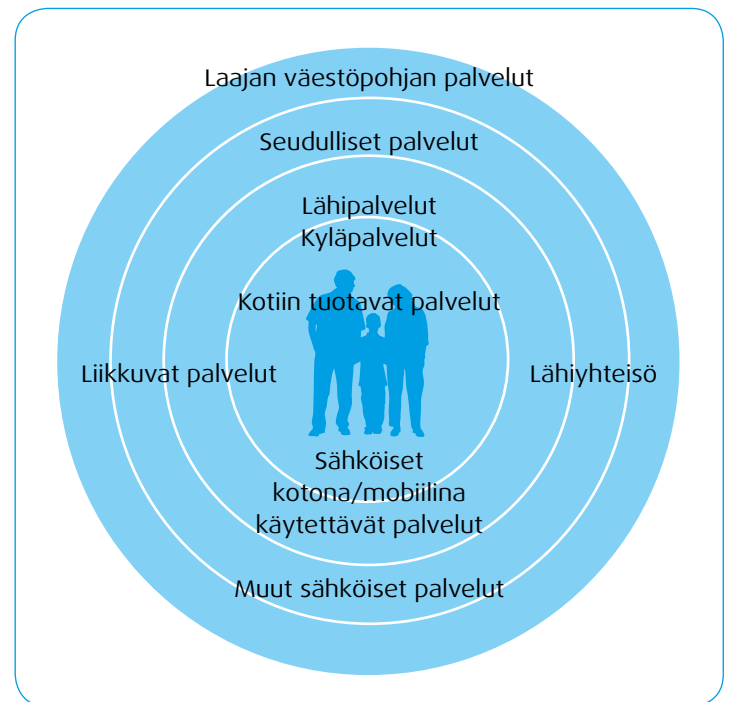 Laajan väestöpohjan palvelut
Seudulliset palvelut
Lähipalvelut
Kyläpalvelut
Kotiin tuotavat palvelut
Liikkuvat palvelut
Lähiyhteisö
Sähköiset
kotona/mobiilina
käytettävät palvelut
Muut sähköiset palvelut